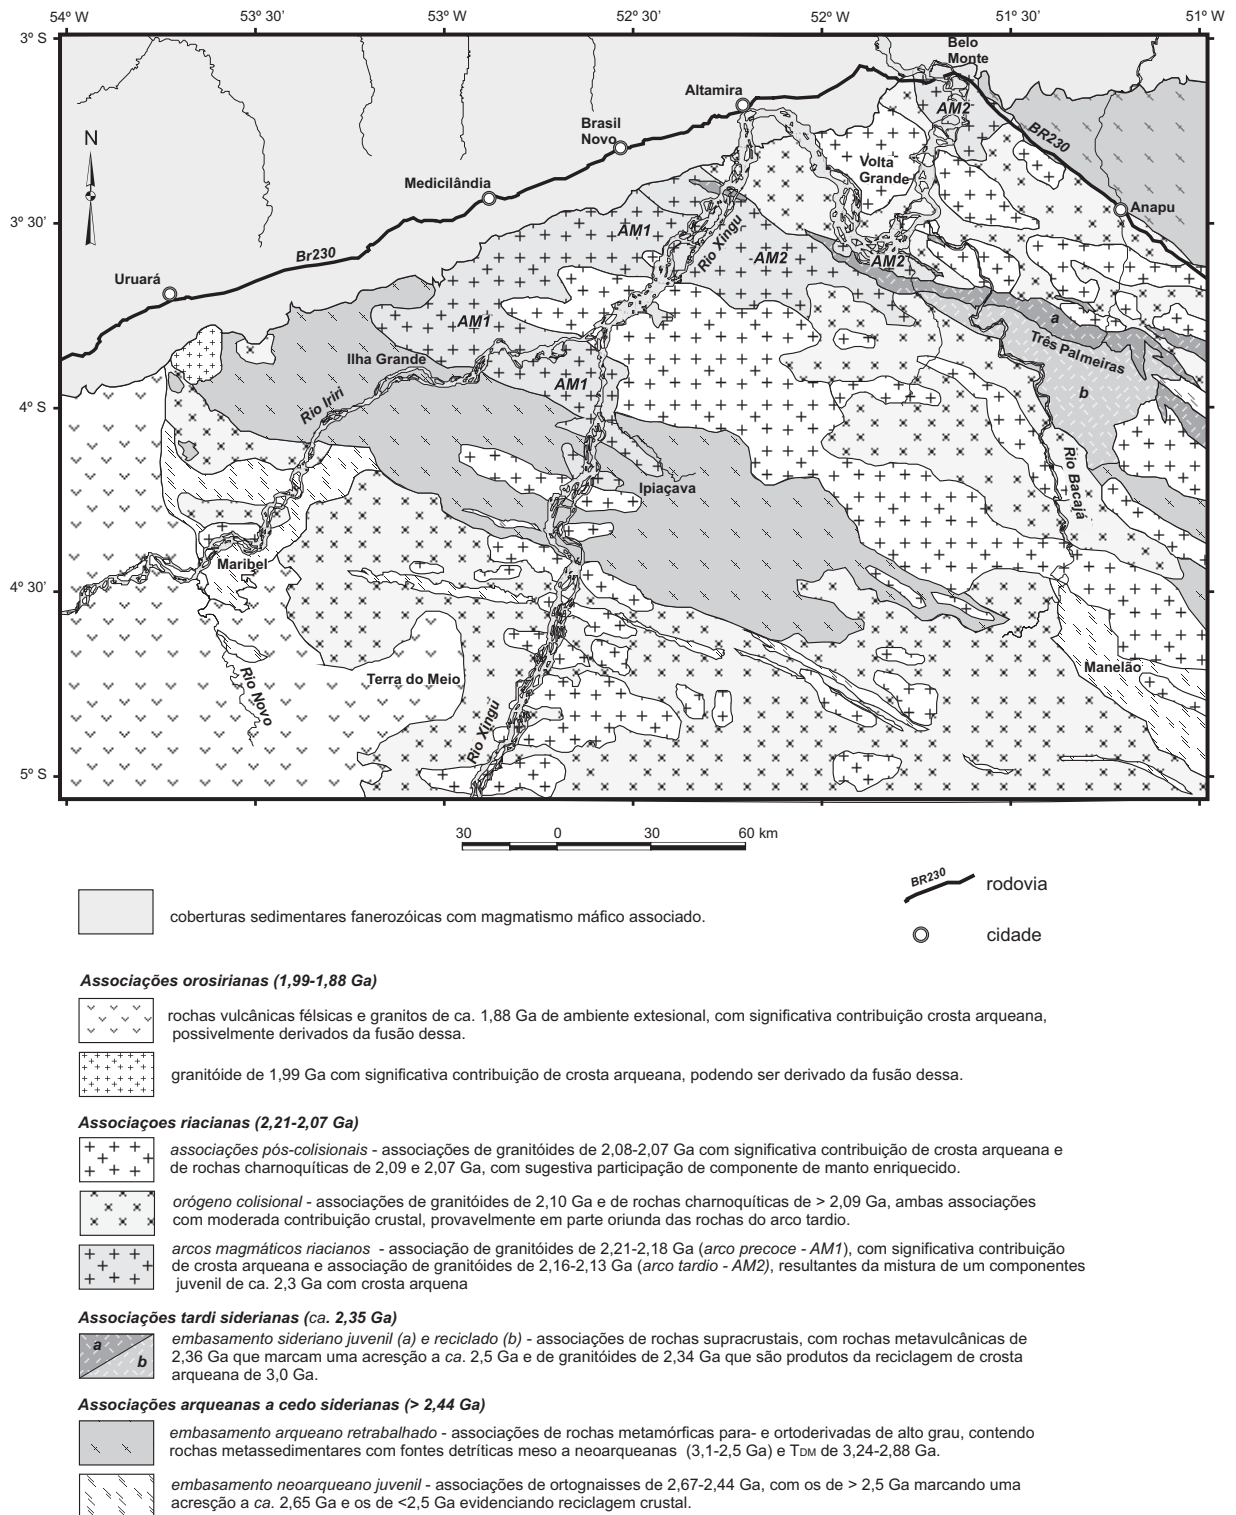 54º W
53º 30'
53º W
52º 30'
52º W
51º 30'
51º W
3º S
Belo
Monte
Altamira
AM2
BR230
Brasil
Novo
N
Volta
Grande
Medicilândia
Anapu
3º 30'
AM1
Rio Xingu
AM2
AM2
Br230
Uruará
a
AM1
Três Palmeiras
Ilha Grande
AM1
b
4º S
Rio Iriri
Rio Bacajá
Ipiaçava
Maribel
4º 30'
Manelão
Terra do Meio
Rio Novo
Rio Xingu
5º S
30 0 30 60 km
BR230
rodovia
cidade
coberturas sedimentares fanerozóicas com magmatismo máfico associado.
Associações orosirianas (1,99-1,88 Ga)
rochas vulcânicas félsicas e granitos de ca. 1,88 Ga de ambiente extesional, com significativa contribuição crosta arqueana,
possivelmente derivados da fusão dessa.
granitóide de 1,99 Ga com significativa contribuição de crosta arqueana, podendo ser derivado da fusão dessa.
Associaçoes riacianas (2,21-2,07 Ga)
associações pós-colisionais - associações de granitóides de 2,08-2,07 Ga com significativa contribuição de crosta arqueana e
de rochas charnoquíticas de 2,09 e 2,07 Ga, com sugestiva participação de componente de manto enriquecido.
orógeno colisional - associações de granitóides de 2,10 Ga e de rochas charnoquíticas de > 2,09 Ga, ambas associações
com moderada contribuição crustal, provavelmente em parte oriunda das rochas do arco tardio.
arcos magmáticos riacianos - associação de granitóides de 2,21-2,18 Ga (arco precoce - AM1), com significativa contribuição
de crosta arqueana e associação de granitóides de 2,16-2,13 Ga (arco tardio - AM2), resultantes da mistura de um componentes
juvenil de ca. 2,3 Ga com crosta arquena
Associações tardi siderianas (ca. 2,35 Ga)
a
b
embasamento sideriano juvenil (a) e reciclado (b) - associações de rochas supracrustais, com rochas metavulcânicas de
2,36 Ga que marcam uma acresção a ca. 2,5 Ga e de granitóides de 2,34 Ga que são produtos da reciclagem de crosta
arqueana de 3,0 Ga.
Associações arqueanas a cedo siderianas (> 2,44 Ga)
embasamento arqueano retrabalhado - associações de rochas metamórficas para- e ortoderivadas de alto grau, contendo
rochas metassedimentares com fontes detríticas meso a neoarqueanas (3,1-2,5 Ga) e TDM de 3,24-2,88 Ga.
embasamento neoarqueano juvenil - associações de ortognaisses de 2,67-2,44 Ga, com os de > 2,5 Ga marcando uma
acresção a ca. 2,65 Ga e os de <2,5 Ga evidenciando reciclagem crustal.